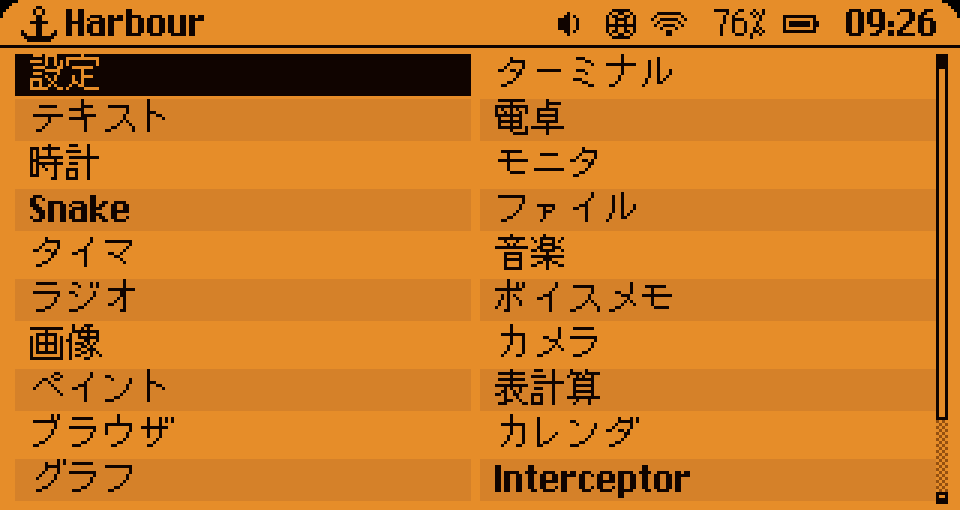 Harbour 76% 09:26
設定 ターミナル
テキスト 電卓
時計 モニタ
Snake ファイル
タイマ 音楽
ラジオ ボイスメモ
画像 カメラ
ペイント 表計算
ブラウザ カレンダ
グラフ Interceptor